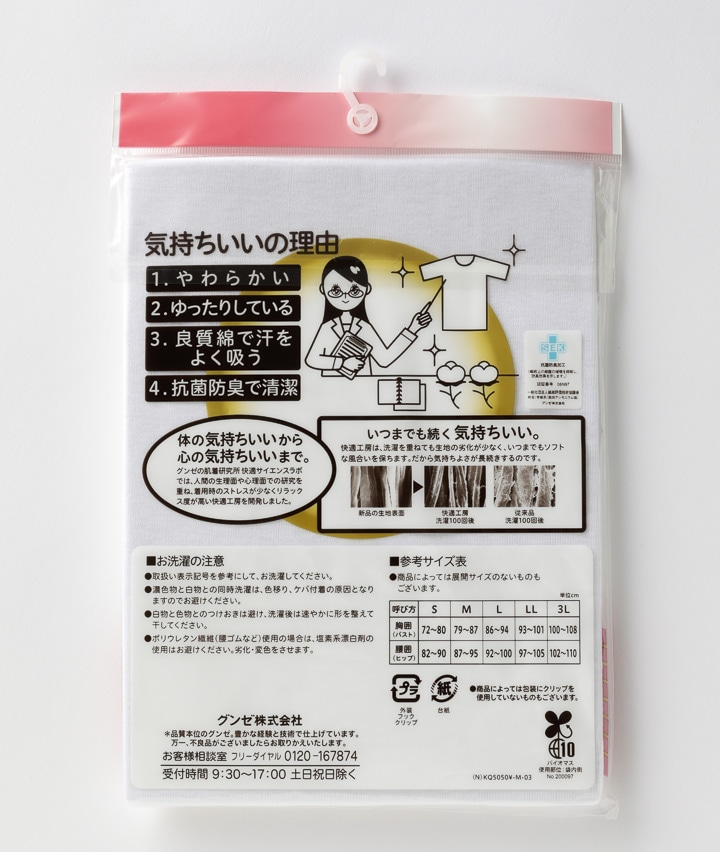 気持ちいいの理由
1.やわらかい
2.ゆったりしている
3.良質綿で汗を
よく吸う
4.抗菌防臭で清潔
SEK
抗菌防臭加工
認証番号
グンゼ株式会社
体の気持ちいいから
心の気持ちいいまで。
グンゼの肌着研究所 快適サイエンスラボ
では、人間の生理面や心理面での研究を
重ね、着用時のストレスが少なくリラック
ス度が高い快適工房を開発しました。
いつまでも続く気持ちいい。
快適工房は、洗濯を重ねても生地の劣化が少なく、いつまでもソフト
な風合いを保ちます。だから気持ちよさが長続きするのです。
新品の生地表面
快適工房
洗濯100回後
従来品
洗濯100回後
■お洗濯の注意
●取扱い表示記号を参考にして、お洗濯してください。
●濃色物と白物との同時洗濯は、色移り、ケバ付着の原因となり
ますのでお避けください。
●白物と色物とのつけおきは避け、洗濯後は速やかに形を整えて
干してください。
●ポリウレタン繊維(腰ゴムなど)使用の場合は、塩素系漂白剤の
使用はお避けください。劣化・変色をさせます。
■参考サイズ表
●商品によっては展開サイズのないものも
ございます。
単位cm
呼び方 S M L LL 3L
胸囲(バスト) 72~80 79~87 86~94 93~101 100~108
腰囲(ヒップ) 82~90 87~95 92~100 97~105 102~110
プラ
外装
フック
クリップ
紙
台紙
●商品によっては包装にクリップを
使用していないものもございます。
グンゼ株式会社
*品質本位のグンゼ。豊かな経験と技術で仕上げています。
万一、不良品がございましたらお取りかえいたします。
お客様相談室 フリーダイヤル 0120-167874
受付時間 9:30~17:00 土日祝日除く
10
バイオマス
使用部位:袋内側
No.200097
(N)KQ5050¥-M-03